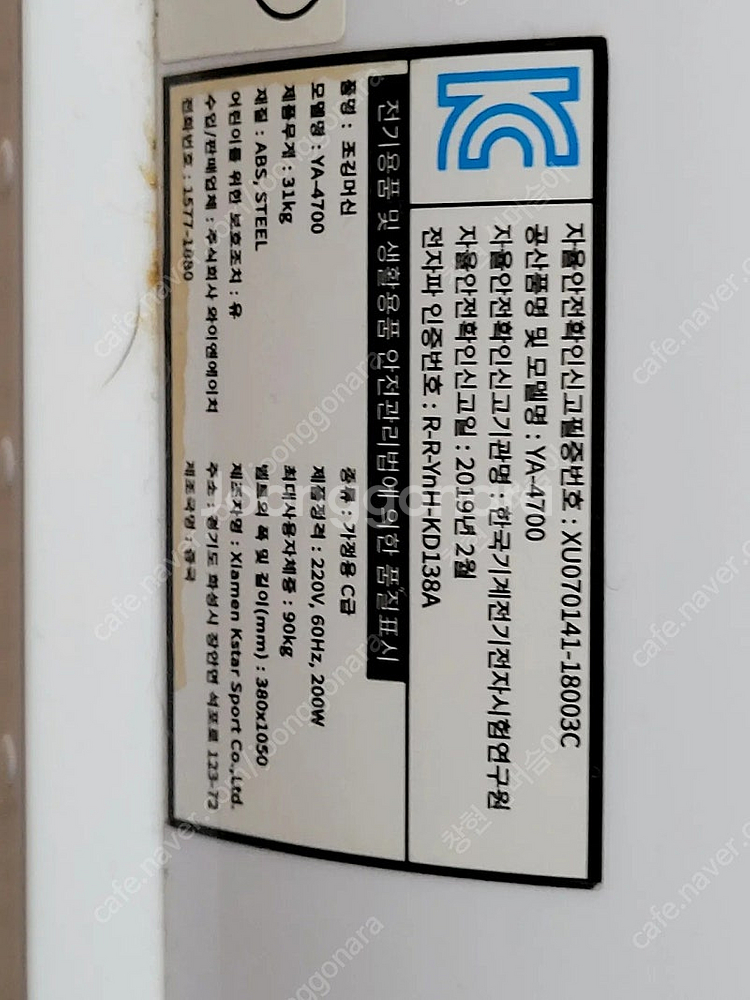 KC
자율안전확인신고필증번호 : XU070141-18003C
공산품명 및 모델명 : YA-4700
자율안전확인신고기관명 : 한국기계전기전자시험연구원
자율안전확인신고일 : 2019년 2월
전자파 인증번호 : R-R-YnH-KD138A
전기용품 및 생활용품 안전관리법에 의한 품질표시
품명 : 조깅머신
종류 : 가정용 C급
모델명 : YA-4700
제품정격 : 220V, 60Hz, 200W
제품무게 : 31kg
최대사용자체중 : 90kg
재질 : ABS, STEEL
벨트의 폭 및 길이(mm) : 380x1050
어린이를 위한 보호조치 : 유
제조자명 : Xiamen Kstar Sport Co.,Ltd.
수입/판매업체 : 주식회사 와이엔에이치
주소 : 경기도 화성시 장안면 석포로 123-72
전화번호 : 1577-1880
제조국명 : 중국
joonggonara
cafe.naver.com/joonggonara